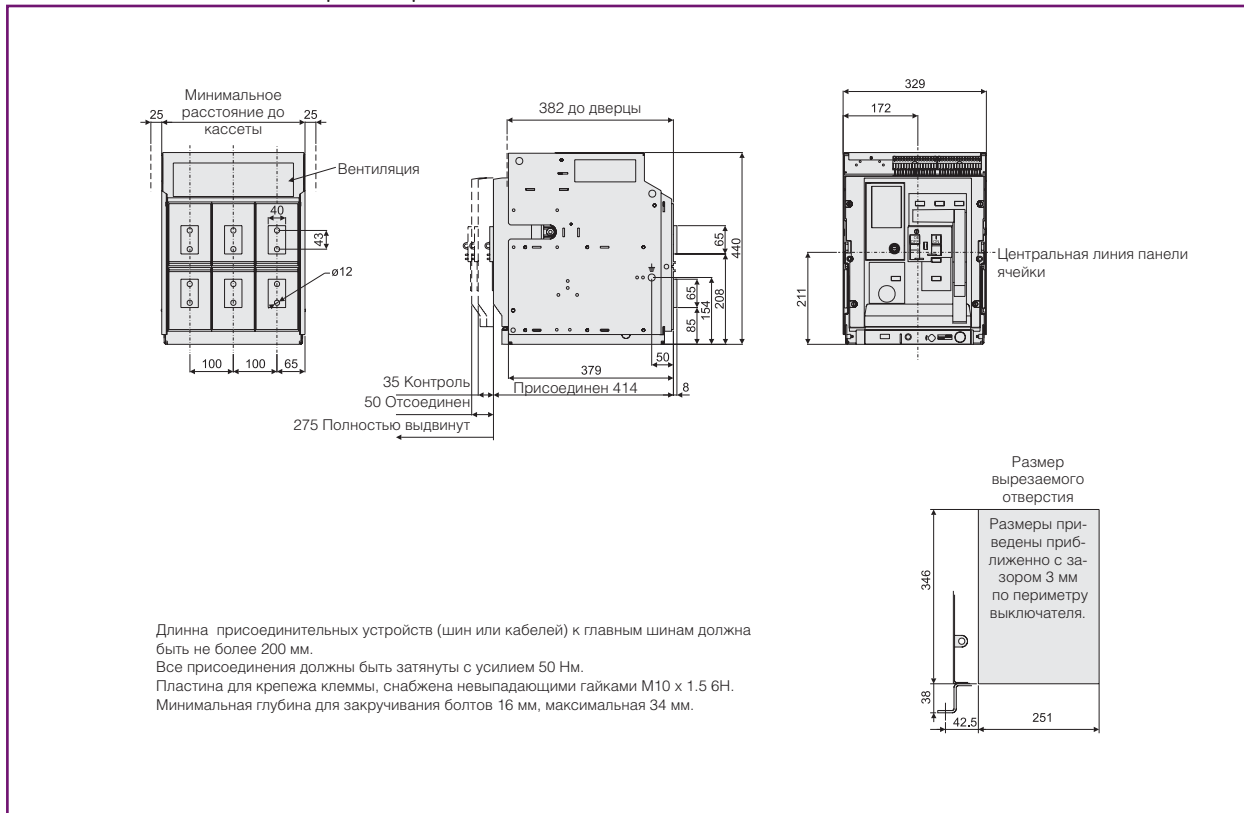 Минимальное
расстояние до
кассеты
25
25
Вентиляция
40
43
ø12
100
100
65
382 до дверцы
440
65
208
154
65
85
50
379
35 Контроль
Присоединен 414
8
50 Отсоединен
275 Полностью выдвинут
329
172
Центральная линия панели
ячейки
211
Размер
вырезаемого
отверстия
Размеры при-
ведены приб-
лиженно с за-
зором 3 мм
по периметру
выключателя.
346
38
42.5
251
Длинна присоединительных устройств (шин или кабелей) к главным шинам должна
быть не более 200 мм.
Все присоединения должны быть затянуты с усилием 50 Нм.
Пластина для крепежа клеммы, снабжена невыпадающими гайками M10 x 1.5 6H.
Минимальная глубина для закручивания болтов 16 мм, максимальная 34 мм.